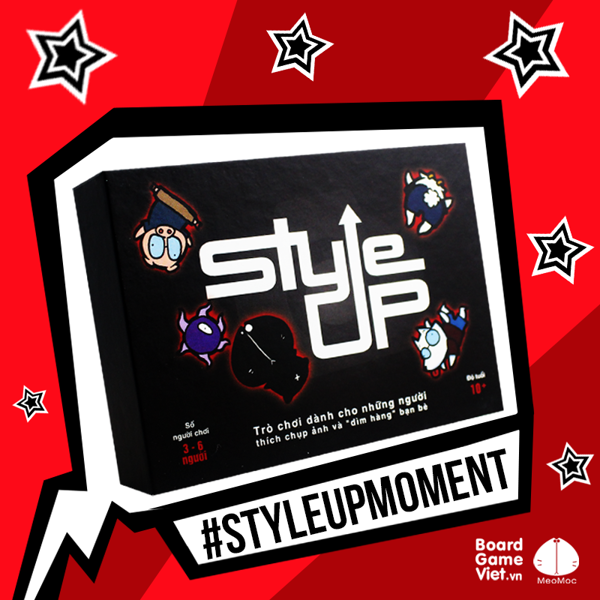 Style
UP
Trò chơi dành cho những người
thích chụp ảnh và "dìm hàng" bạn bè
Số
người chơi
3 - 6
người
Độ tuổi
10+
#STYLEUPMOMENT
Board
Game
Viet.vn
MeoMoc